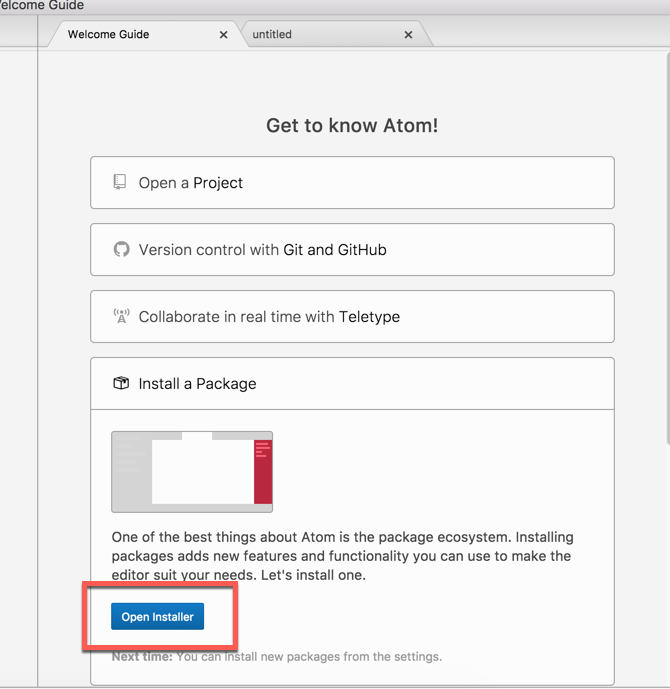 elcome Guide
Welcome Guide
untitled
Get to know Atom!
Open a Project
Version control with Git and GitHub
Collaborate in real time with Teletype
Install a Package
One of the best things about Atom is the package ecosystem. Installing
packages adds new features and functionality you can use to make the
editor suit your needs. Let's install one.
Open Installer
Next time: You can install new packages from the settings.